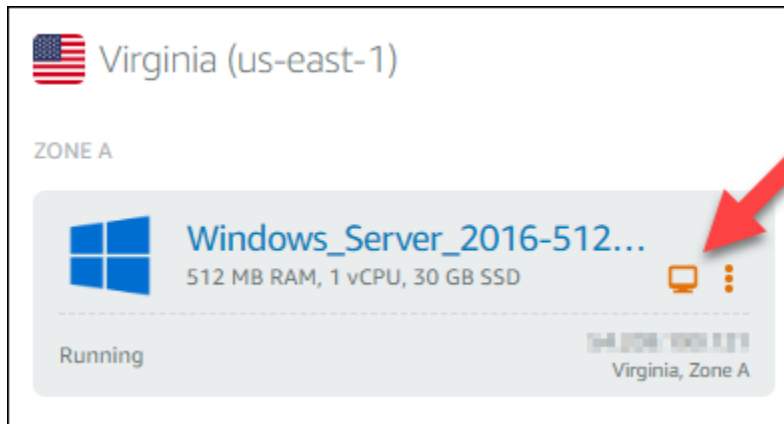 Virginia (us-east-1)
ZONE A
Windows_Server_2016-512...
512 MB RAM, 1 vCPU, 30 GB SSD
Running
Virginia, Zone A